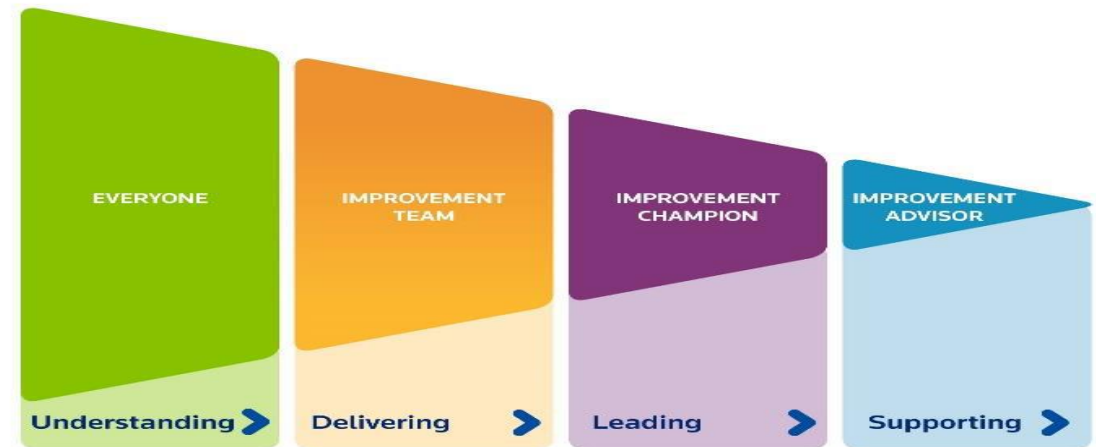 EVERYONE
IMPROVEMENT
TEAM
IMPROVEMENT
CHAMPION
IMPROVEMENT
ADVISOR
Understanding
Delivering
Leading
Supporting